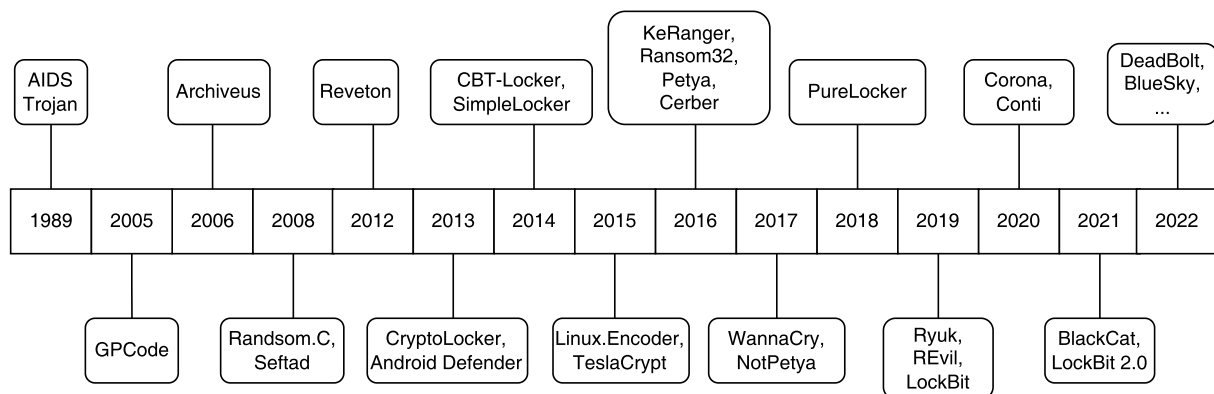 AIDS
Trojan
Archiveus
Reveton
CBT-Locker,
SimpleLocker
KeRanger,
Ransom32,
Petya,
Cerber
PureLocker
Corona,
Conti
DeadBolt,
BlueSky,
...
1989
2005
2006
2008
2012
2013
2014
2015
2016
2017
2018
2019
2020
2021
2022
GPCode
Randsom.C,
Seftad
CryptoLocker,
Android Defender
Linux.Encoder,
TeslaCrypt
WannaCry,
NotPetya
Ryuk,
REvil,
LockBit
BlackCat,
LockBit 2.0